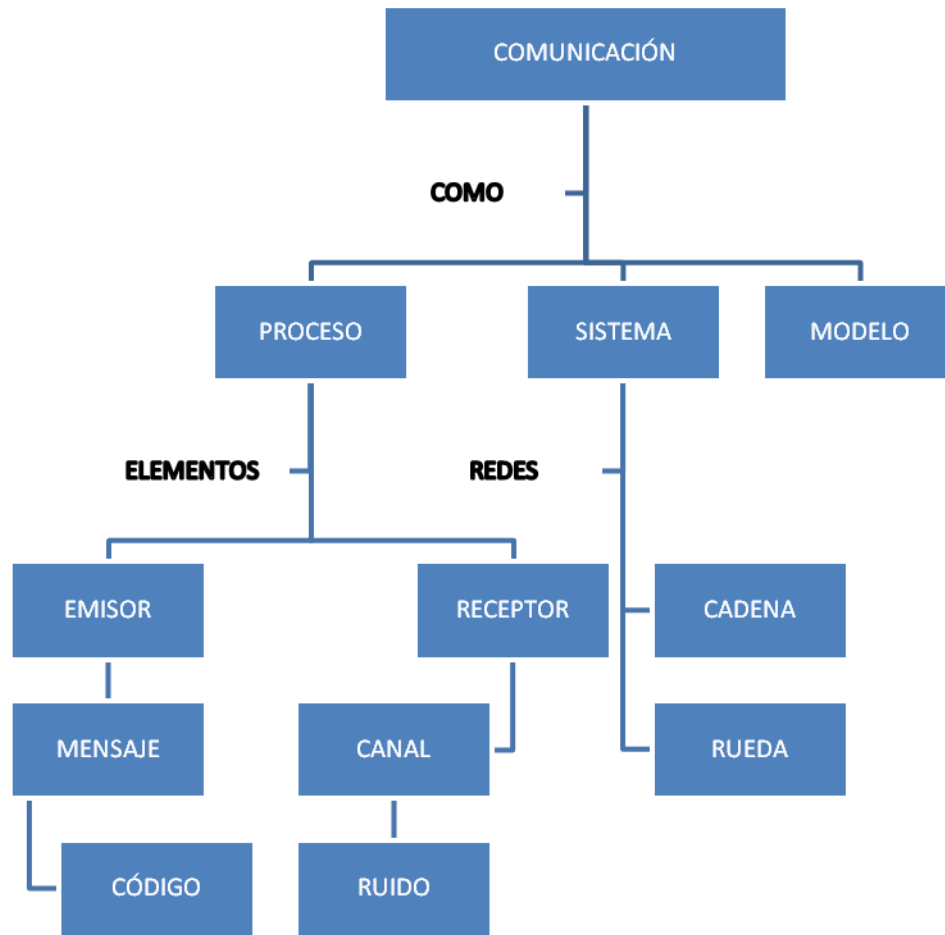 COMUNICACIÓN
COMO
PROCESO
SISTEMA
MODELO
ELEMENTOS
REDES
EMISOR
RECEPTOR
CADENA
MENSAJE
CANAL
RUEDA
CÓDIGO
RUIDO